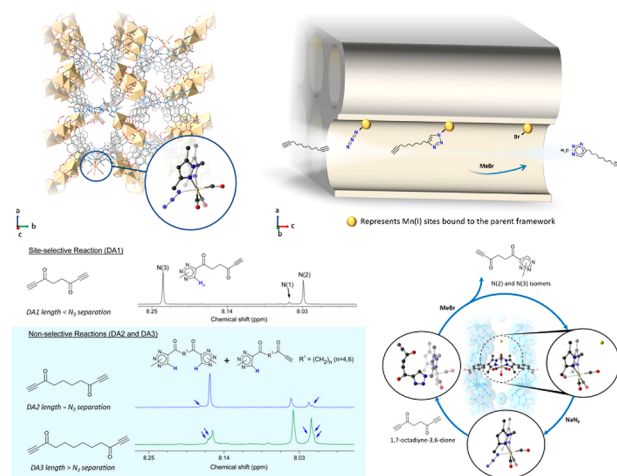 a
b
c
MeBr
Br
H₃C
N
N
N
a
c
b
Represents Mn(I) sites bound to the parent framework
Site-selective Reaction (DA1)
O
O
DA1 length < N₃ separation
N(3)
H₃
N(1)
N(2)
8.25
8.14
8.03
Chemical shift (ppm)
Non-selective Reactions (DA2 and DA3)
O
O
DA2 length ~ N₃ separation
H
H
+
H
R' = (CH₂)ₙ (n=4,6)
O
O
DA3 length > N₃ separation
8.25
8.14
8.03
Chemical shift (ppm)
N(2) and N(3) isomers
MeBr
NaN₃
1,7-octadiyne-3,6-dione